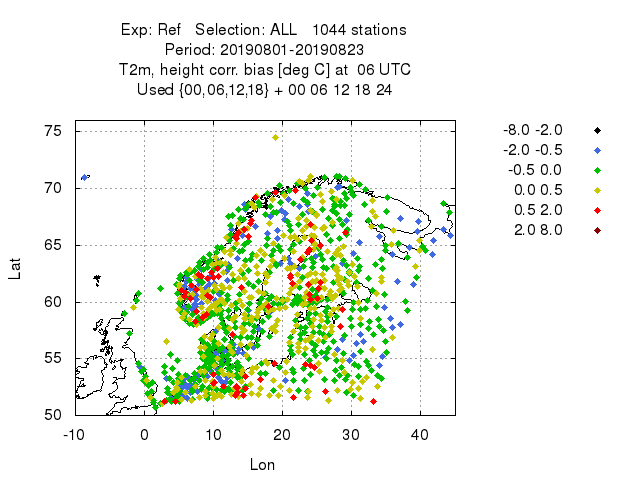 Exp: Ref   Selection: ALL   1044 stations
Period: 20190801-20190823
T2m, height corr. bias [deg C] at  06 UTC
Used {00,06,12,18} + 00 06 12 18 24
-8.0 -2.0
-2.0 -0.5
-0.5 0.0
0.0 0.5
0.5 2.0
2.0 8.0
75
70
65
60
55
50
Lat
-10 0 10 20 30 40
Lon